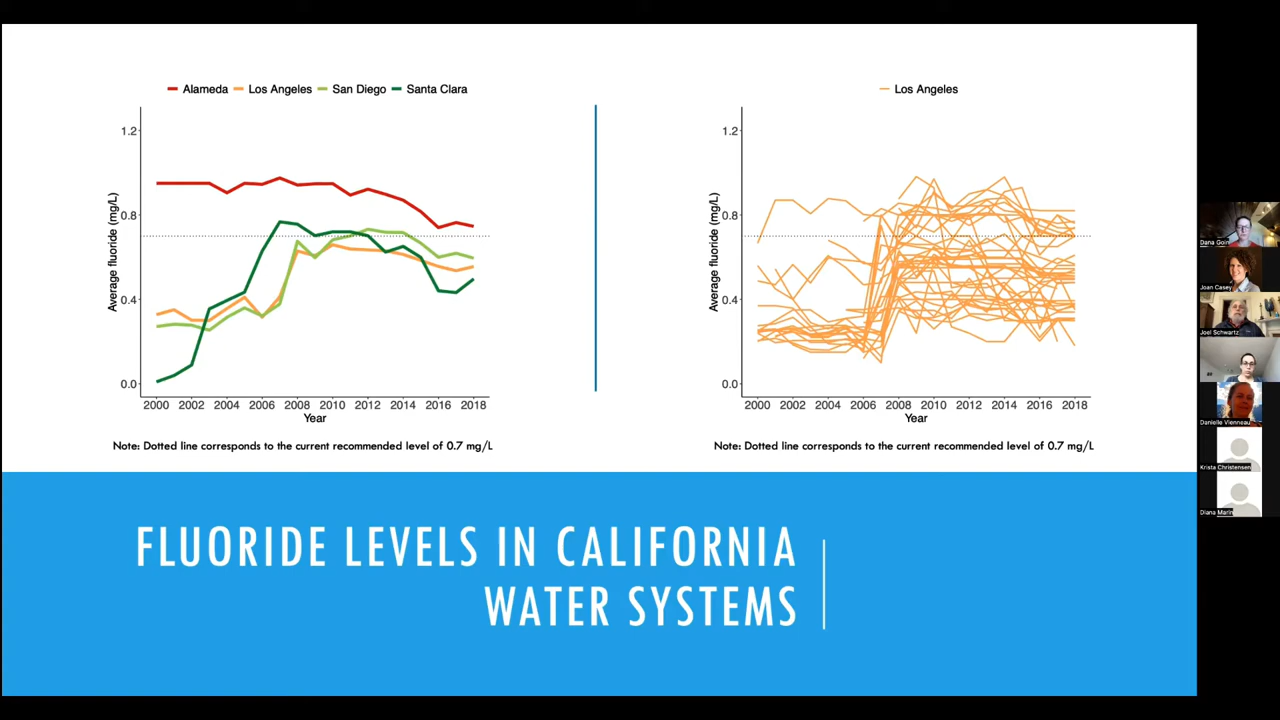 Alameda Los Angeles San Diego Santa Clara
1.2
0.8
0.4
0.0
Average fluoride (mg/L)
2000 2002 2004 2006 2008 2010 2012 2014 2016 2018
Year
Note: Dotted line corresponds to the current recommended level of 0.7 mg/L
Los Angeles
1.2
0.8
0.4
0.0
Average fluoride (mg/L)
2000 2002 2004 2006 2008 2010 2012 2014 2016 2018
Year
Note: Dotted line corresponds to the current recommended level of 0.7 mg/L
FLUORIDE LEVELS IN CALIFORNIA
WATER SYSTEMS
Dana Goin
Joan Casey
Joel Schwartz
Danielle Vienneau
Krista Christensen
Diana Marin